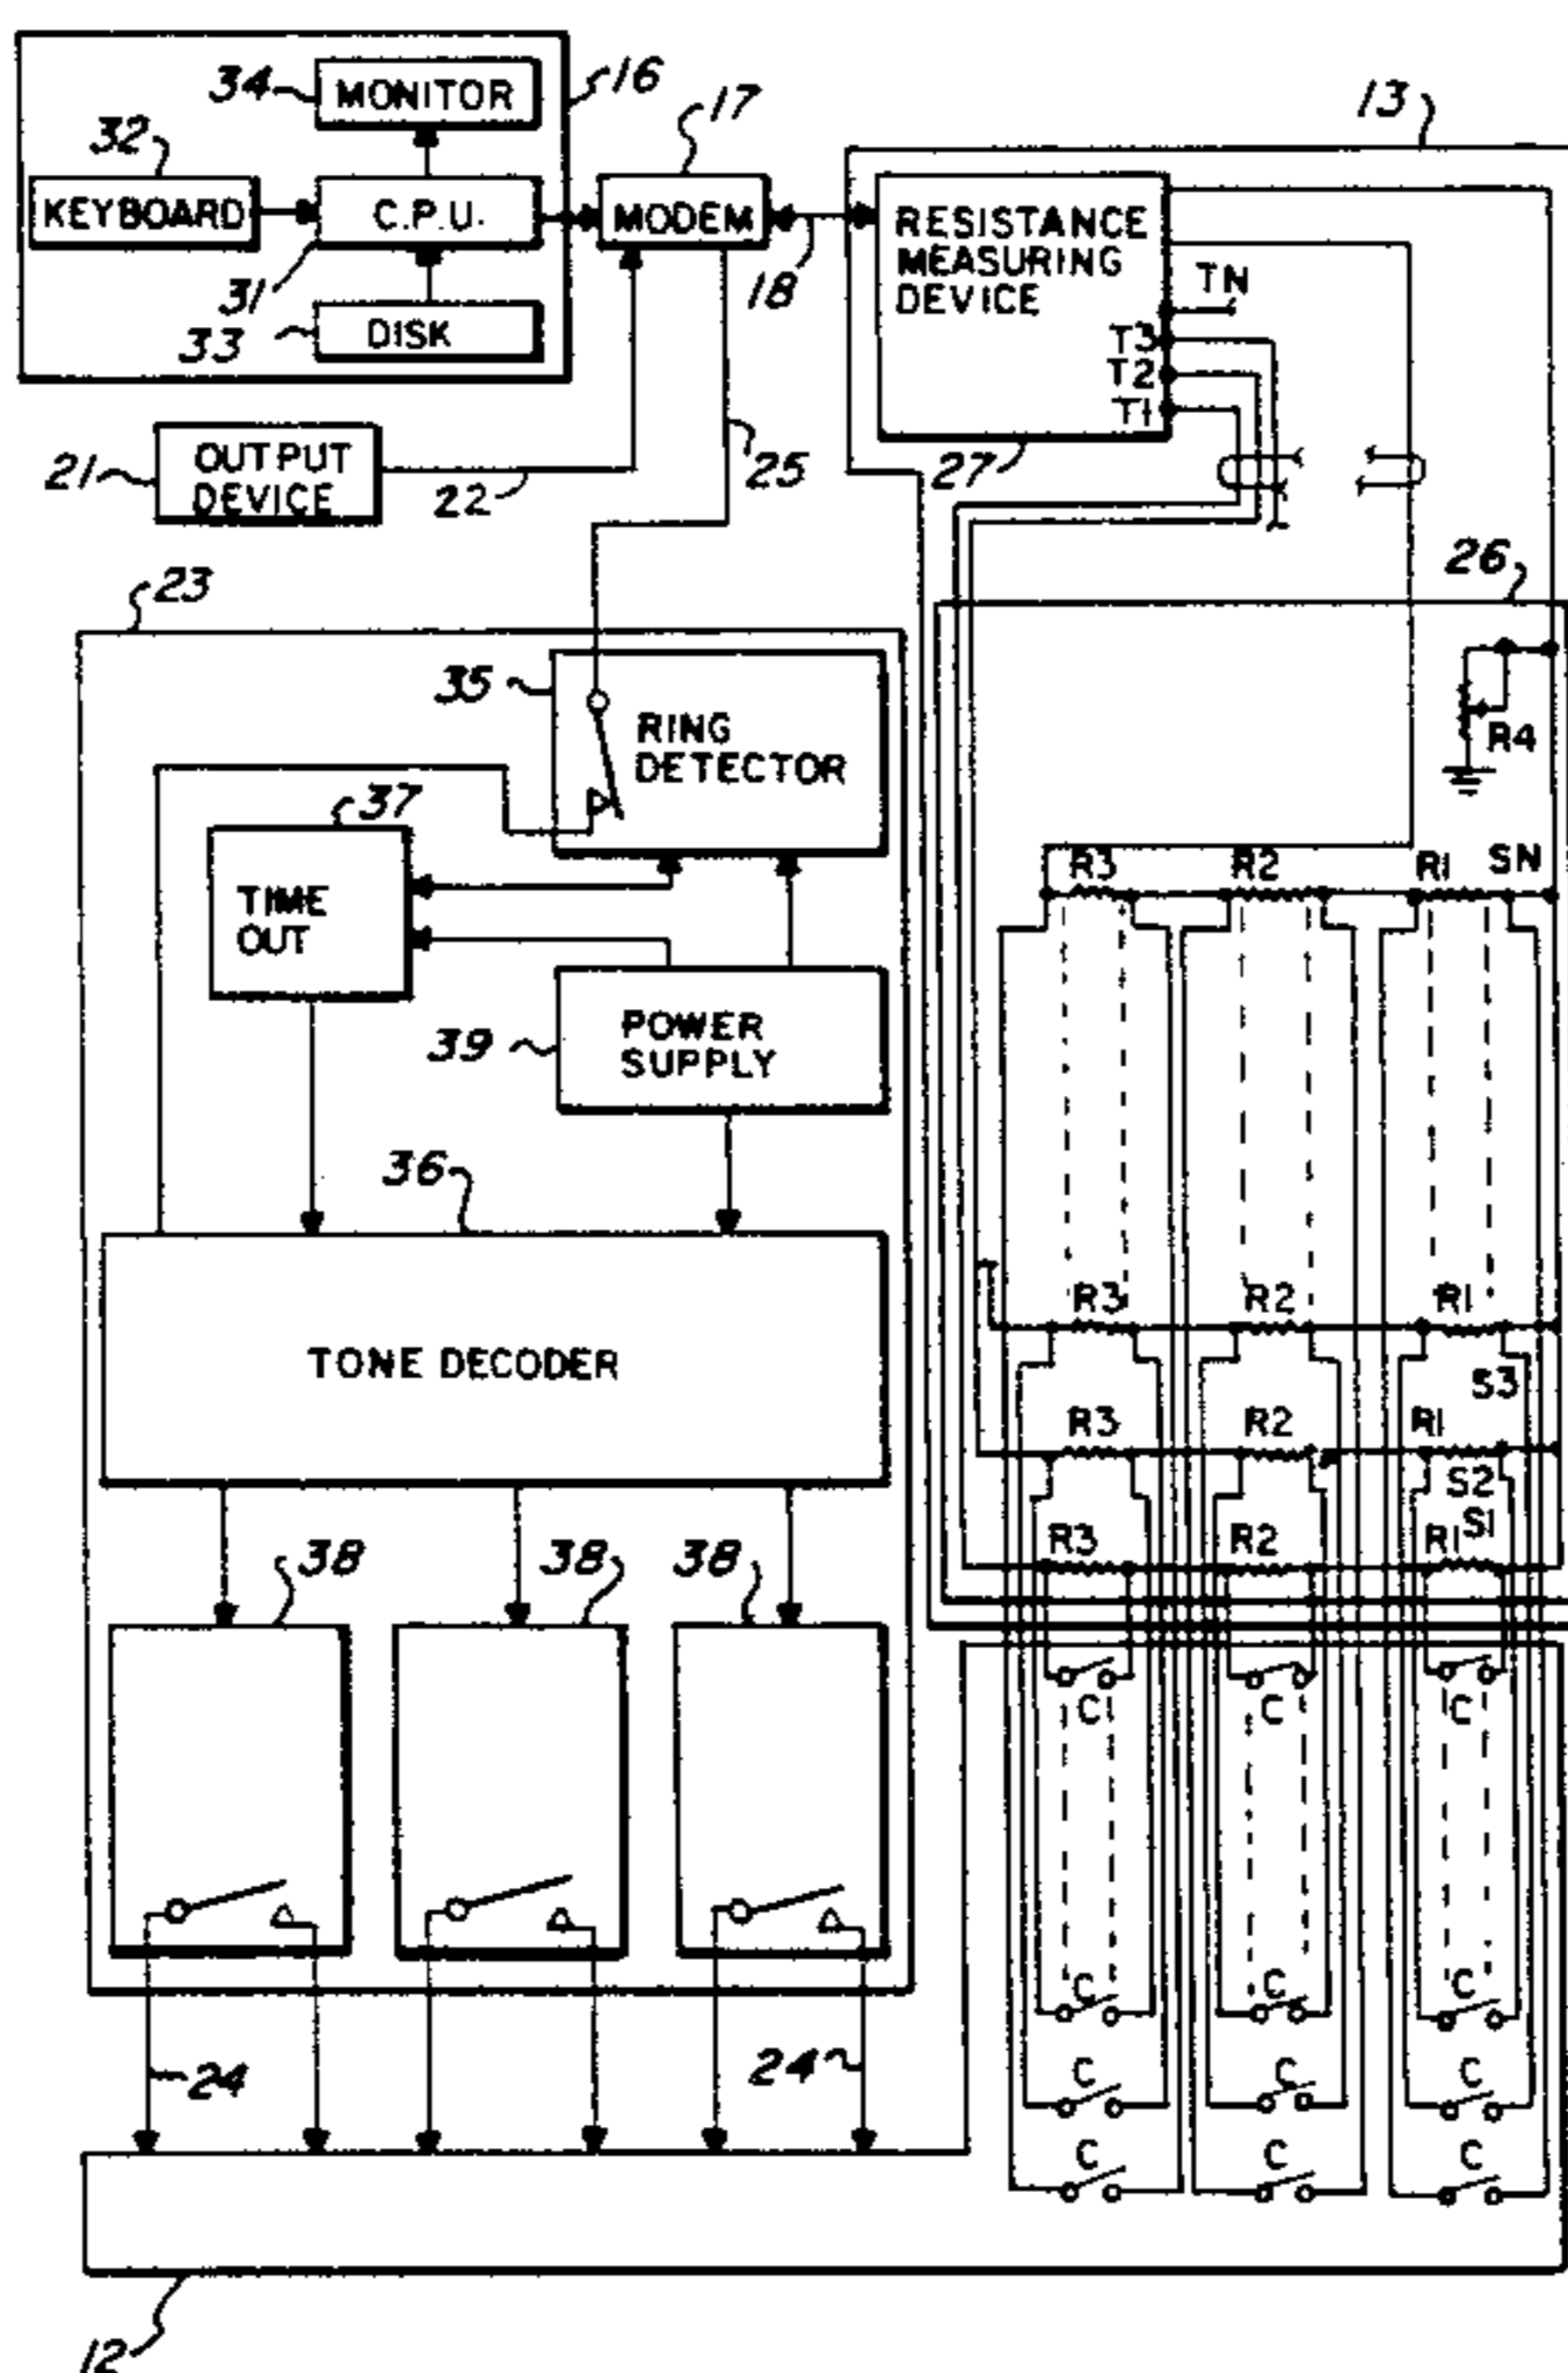 34
MONITOR
16
17
13
32
KEYBOARD
C.P.U.
MODEM
RESISTANCE
MEASURING
DEVICE
TN
T3
T2
T1
31
18
33
DISK
21
OUTPUT
DEVICE
22
25
27
26
23
35
RING
DETECTOR
R4
37
TIME
OUT
R3
R2
R1
SN
39
POWER
SUPPLY
36
TONE DECODER
R3
R2
R1
S3
R3
R2
R1
S2
S1
R3
R2
R1
38
38
38
C
C
C
C
C
C
24
24
C
C
C
C
C
C
12